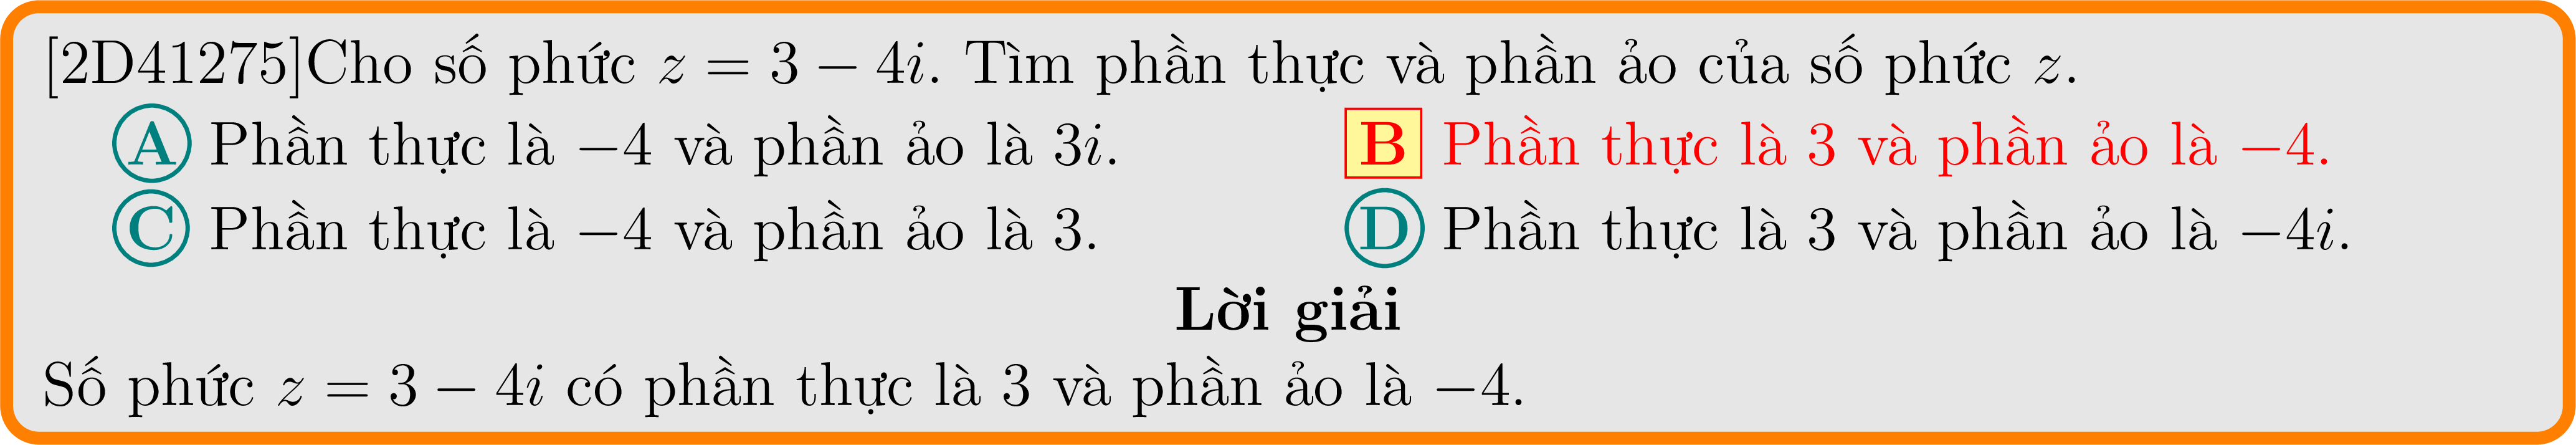 [2D41275]Cho số phức z = 3 − 4i. Tìm phần thực và phần ảo của số phức z.
A Phần thực là −4 và phần ảo là 3i. B Phần thực là 3 và phần ảo là −4.
C Phần thực là −4 và phần ảo là 3. D Phần thực là 3 và phần ảo là −4i.
Lời giải
Số phức z = 3 − 4i có phần thực là 3 và phần ảo là −4.